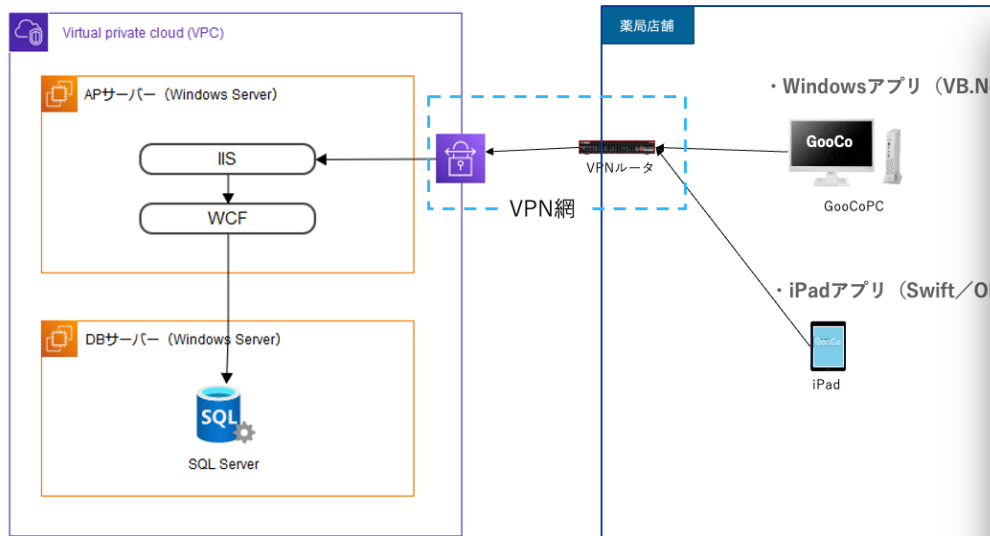 Virtual private cloud (VPC)
APサーバー（Windows Server）
IIS
WCF
DBサーバー（Windows Server）
SQL
SQL Server
VPNルータ
VPN網
薬局店舗
・Windowsアプリ（VB.N
GooCo
GooCoPC
・iPadアプリ（Swift／O
GooCo
iPad